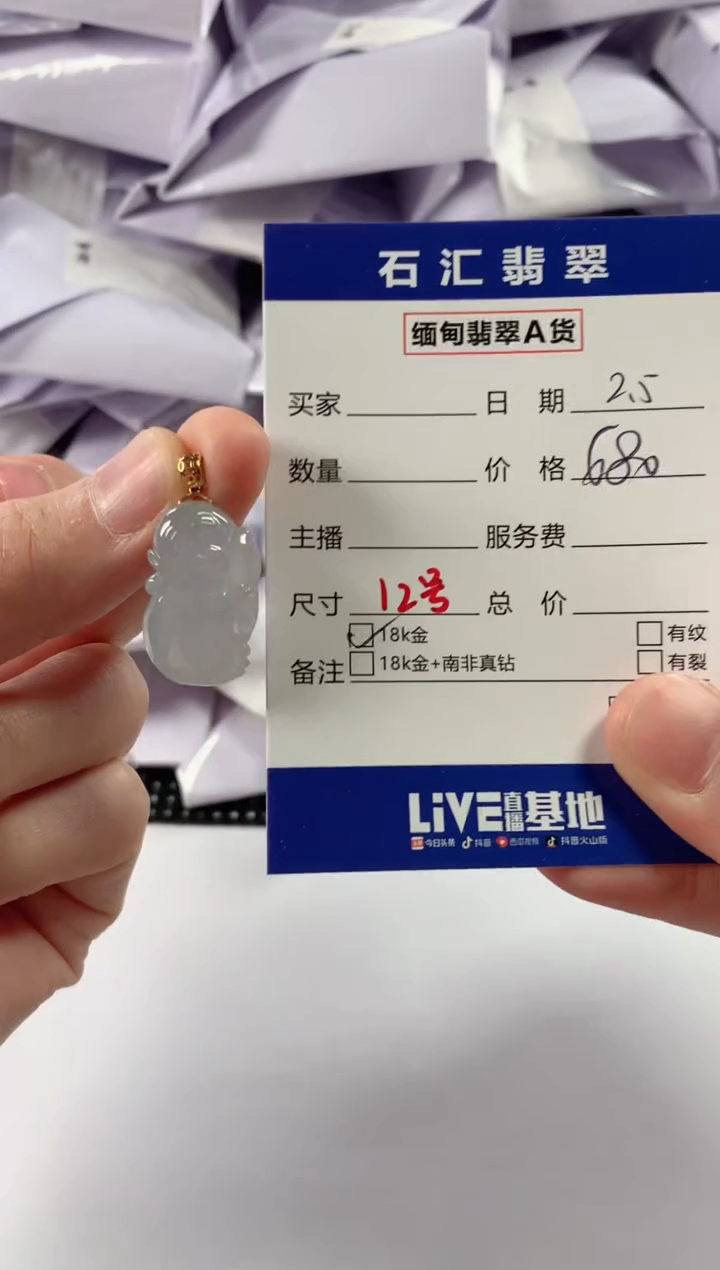 石汇翡翠
缅甸翡翠A货
买家 日期 2.5
数量 价格 680
主播 服务费
尺寸 12号 总价
18k金 有纹
备注 18k金+南非真钻 有裂
LiVE直播基地
今日头条 抖音 西瓜视频 抖音火山版